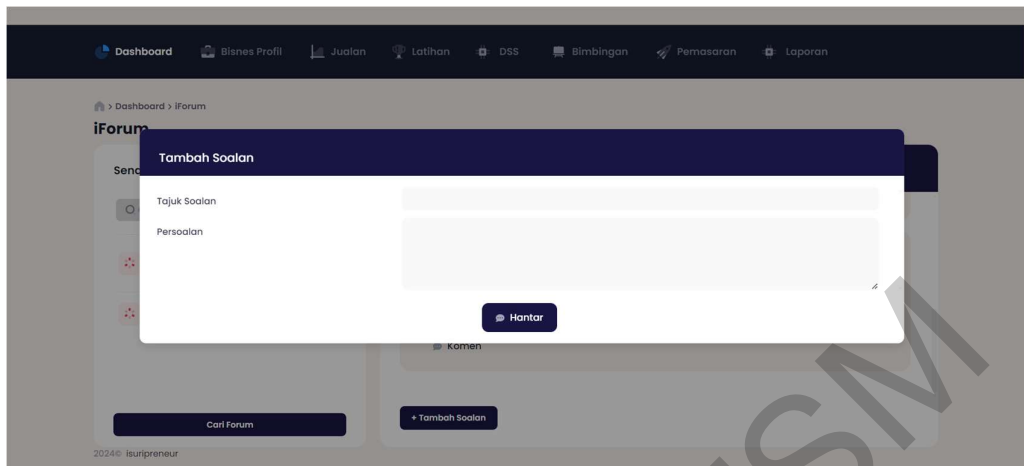 Dashboard Bisnes Profil Jualan Latihan DSS Bimbingan Pemasaran Laporan
> Dashboard > iForum
iForum
Tambah Soalan
Tajuk Soalan
Persoalan
Hantar
Komen
+ Tambah Soalan
Cari Forum
2024© isuripreneur
SM